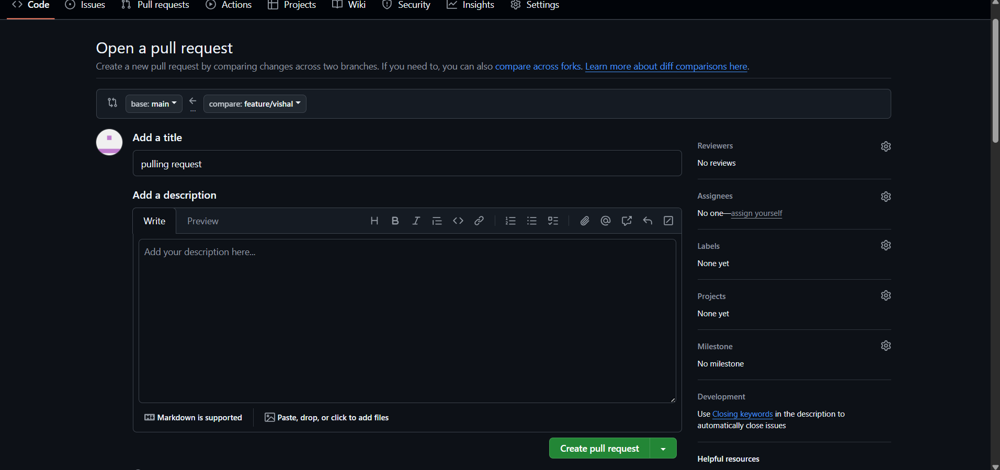 Code Issues Pull requests Actions Projects Wiki Security Insights Settings
Open a pull request
Create a new pull request by comparing changes across two branches. If you need to, you can also compare across forks. Learn more about diff comparisons here.
base: main ... compare: feature/vishal
Add a title
pulling request
Add a description
Write Preview
Add your description here...
Markdown is supported Paste, drop, or click to add files
Create pull request
Reviewers
No reviews
Assignees
No one—assign yourself
Labels
None yet
Projects
None yet
Milestone
No milestone
Development
Use Closing keywords in the description to
automatically close issues
Helpful resources